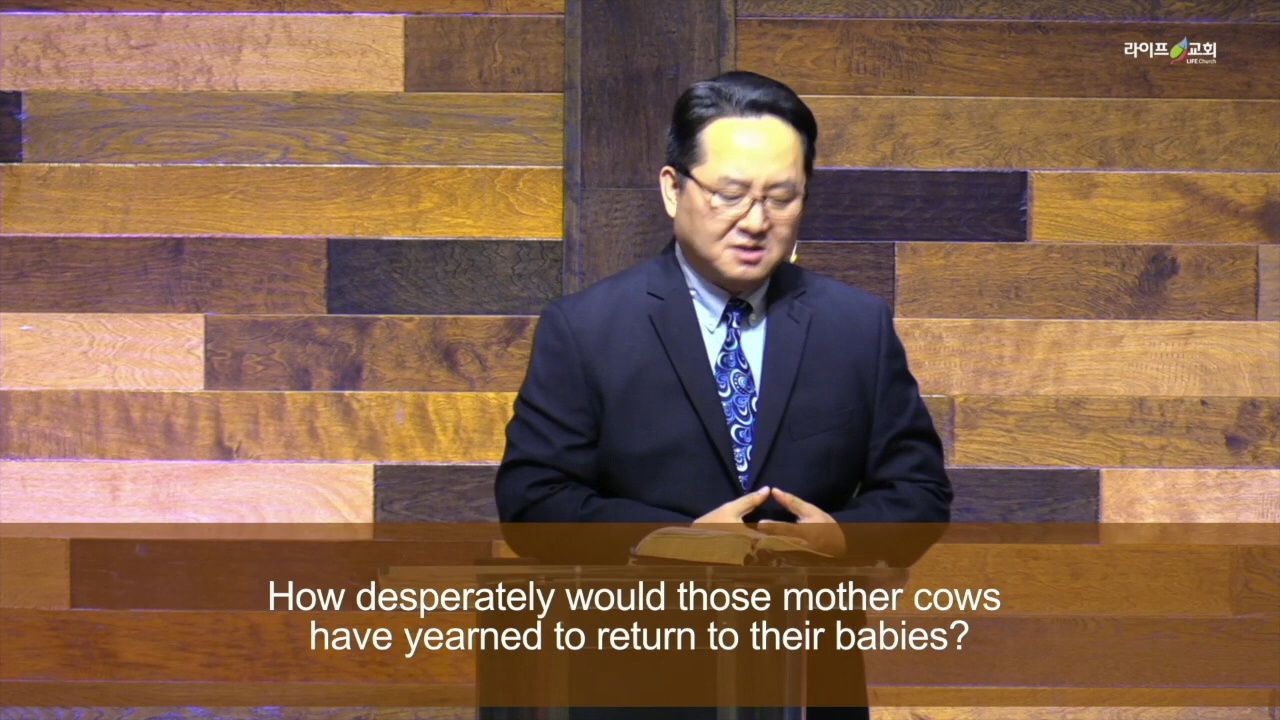 라이프교회
LIFE Church
How desperately would those mother cows
have yearned to return to their babies?